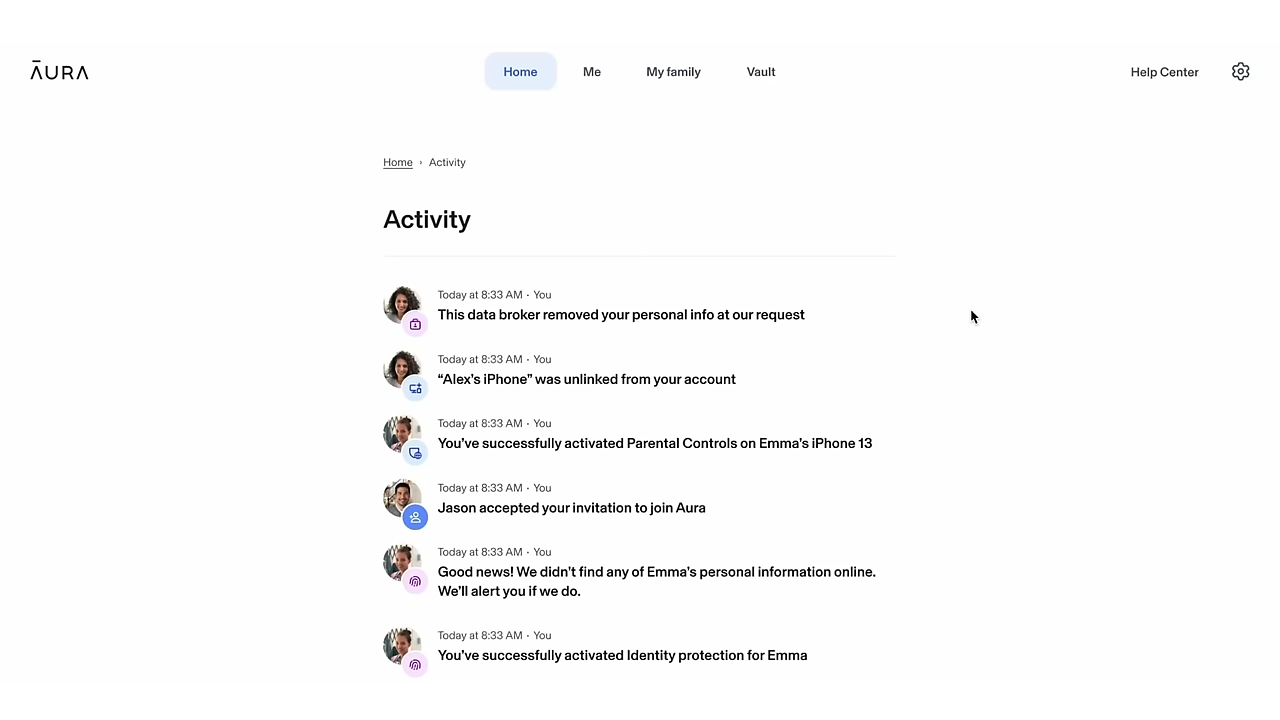 ĀURA
Home
Me
My family
Vault
Help Center
Home › Activity
Activity
Today at 8:33 AM · You
This data broker removed your personal info at our request
Today at 8:33 AM · You
“Alex’s iPhone” was unlinked from your account
Today at 8:33 AM · You
You’ve successfully activated Parental Controls on Emma’s iPhone 13
Today at 8:33 AM · You
Jason accepted your invitation to join Aura
Today at 8:33 AM · You
Good news! We didn’t find any of Emma’s personal information online.
We’ll alert you if we do.
Today at 8:33 AM · You
You’ve successfully activated Identity protection for Emma